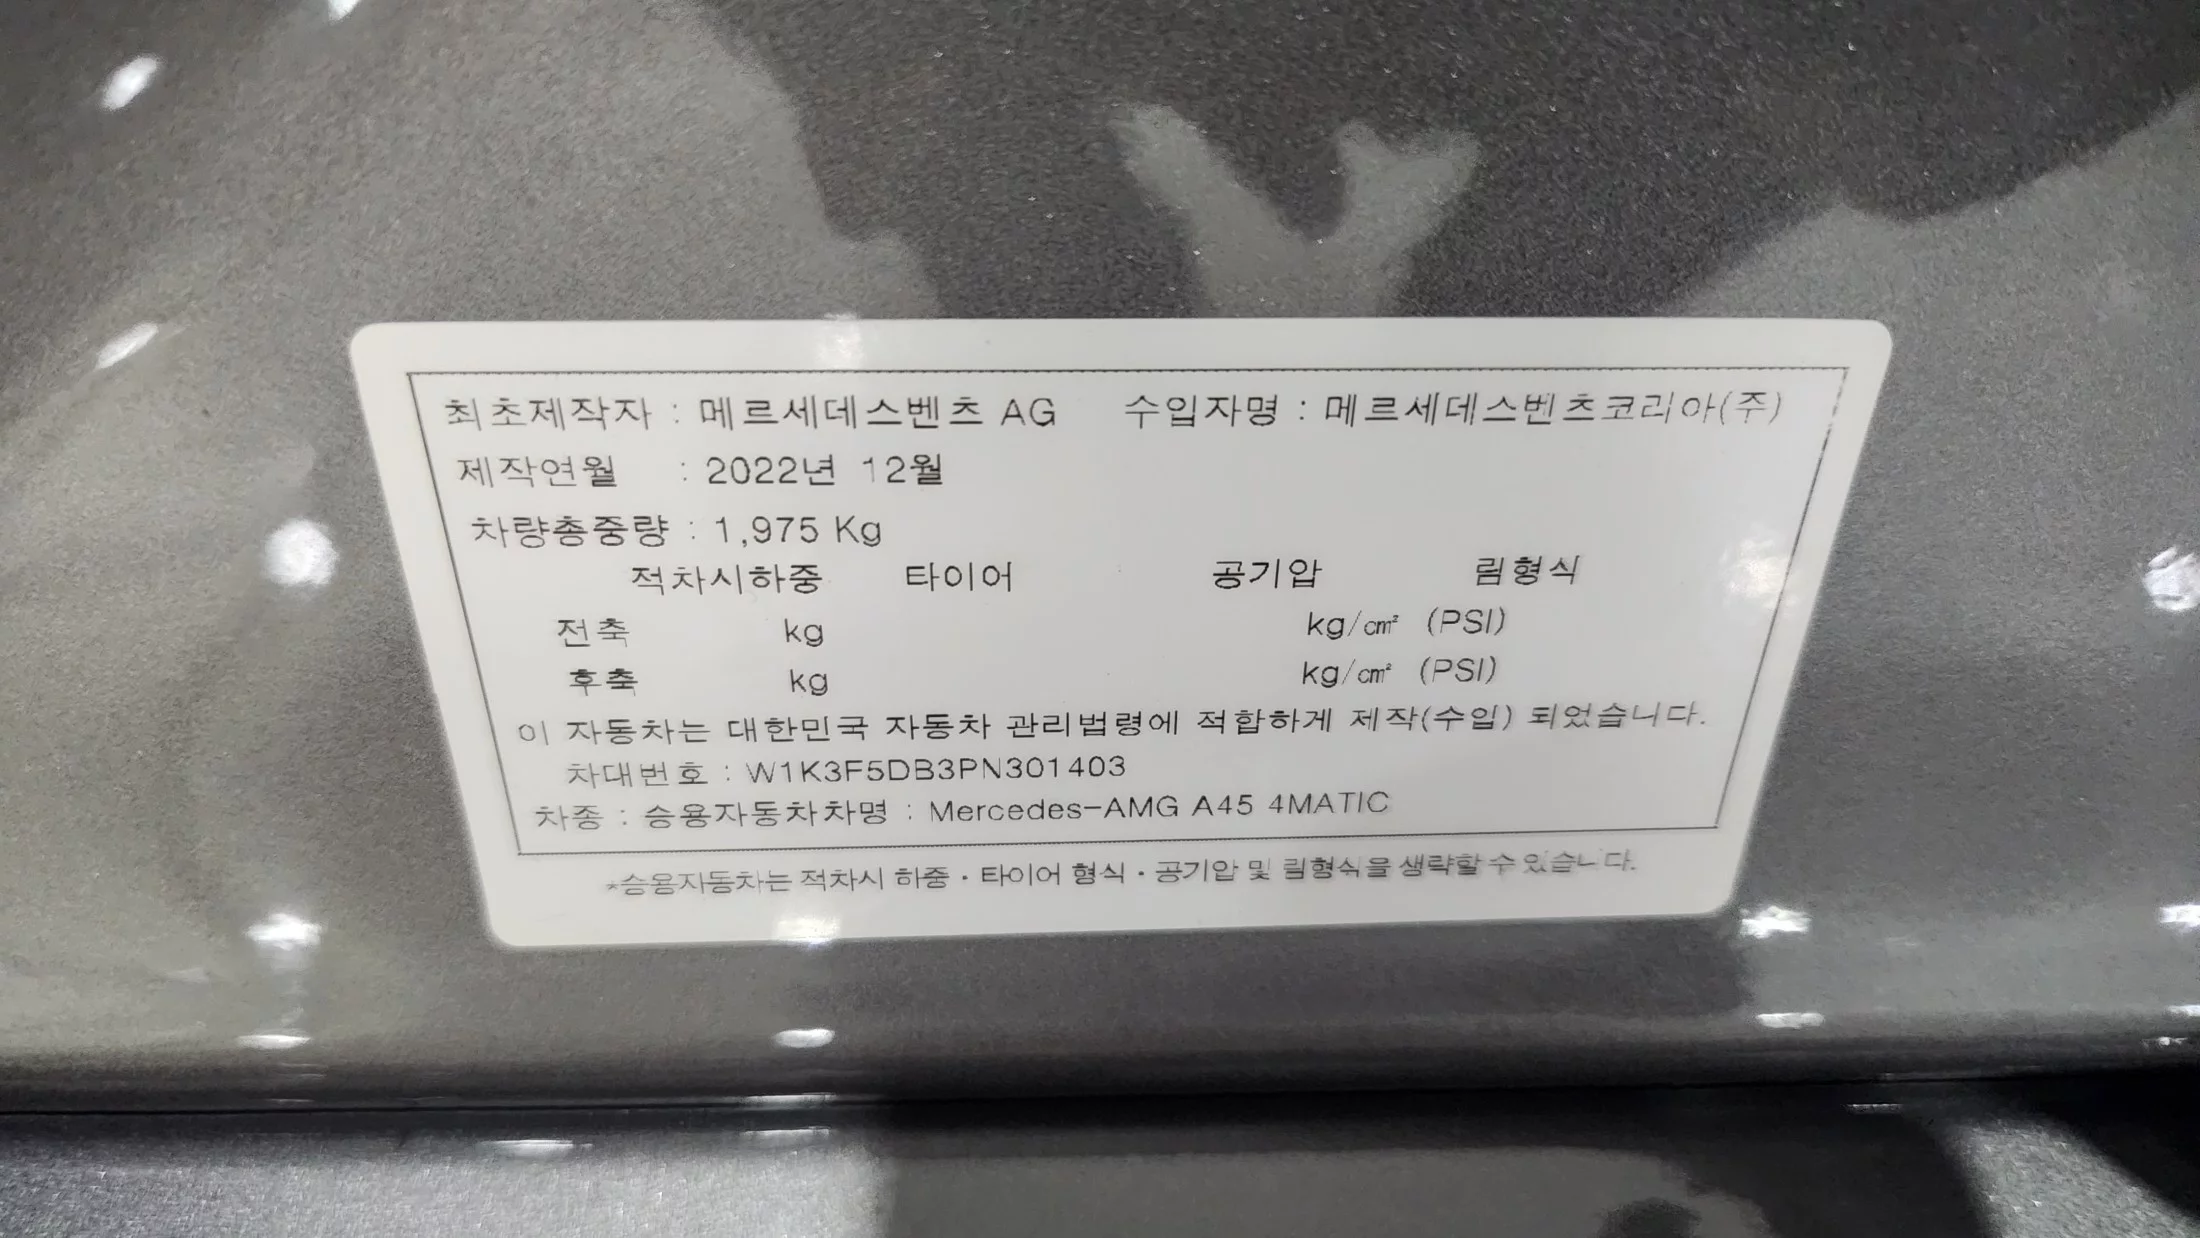 최초제작자 : 메르세데스벤츠 AG 수입자명 : 메르세데스벤츠코리아(주)
제작연월 : 2022년 12월
차량총중량 : 1,975 Kg
적차시하중 타이어 공기압 림형식
전축 kg kg/㎠ (PSI)
후축 kg kg/㎠ (PSI)
이 자동차는 대한민국 자동차 관리법령에 적합하게 제작(수입) 되었습니다.
차대번호 : W1K3F5DB3PN301403
차종 : 승용자동차차명 : Mercedes-AMG A45 4MATIC
*승용자동차는 적차시 하중 · 타이어 형식 · 공기압 및 림형식을 생략할 수 있습니다.